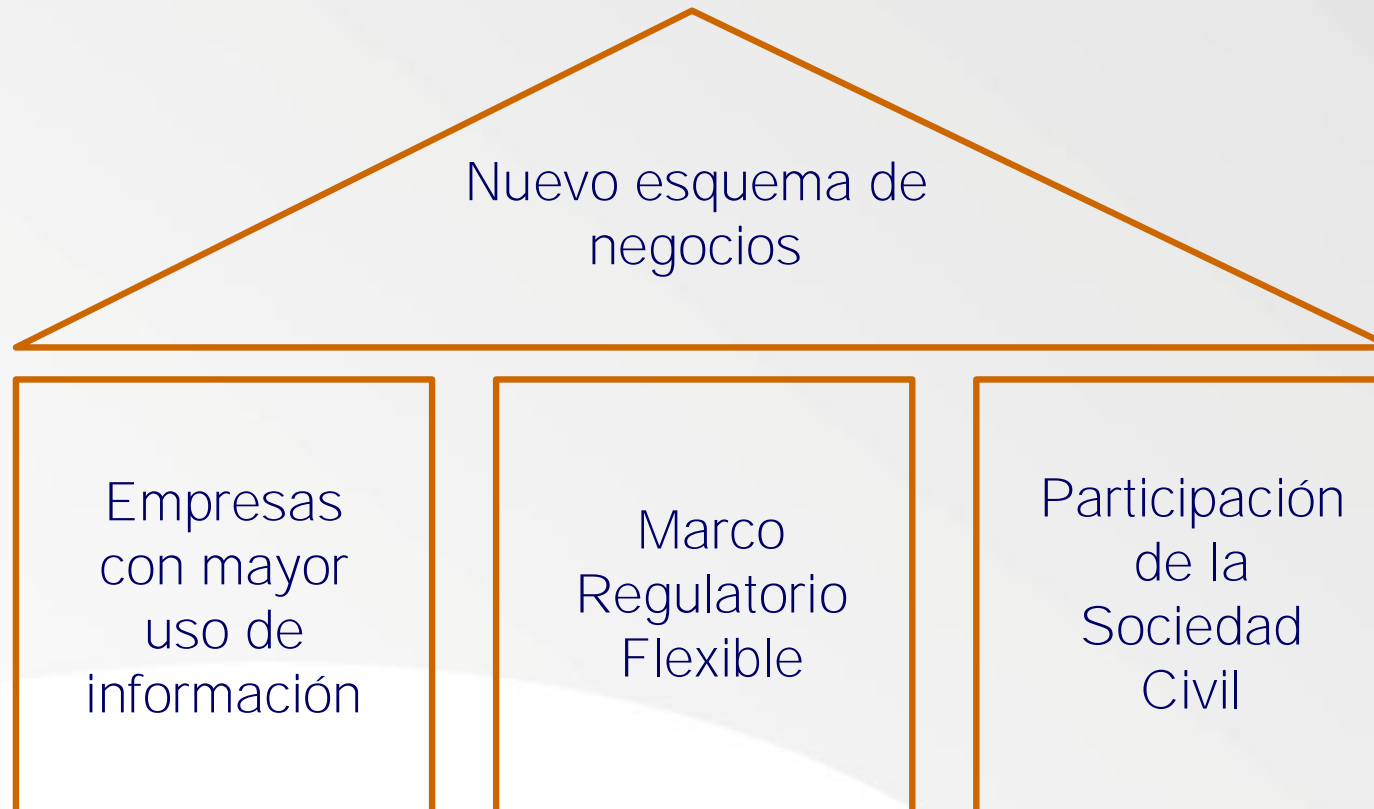 Nuevo esquema de
negocios
Empresas
con mayor
uso de
información
Marco
Regulatorio
Flexible
Participación
de la
Sociedad
Civil